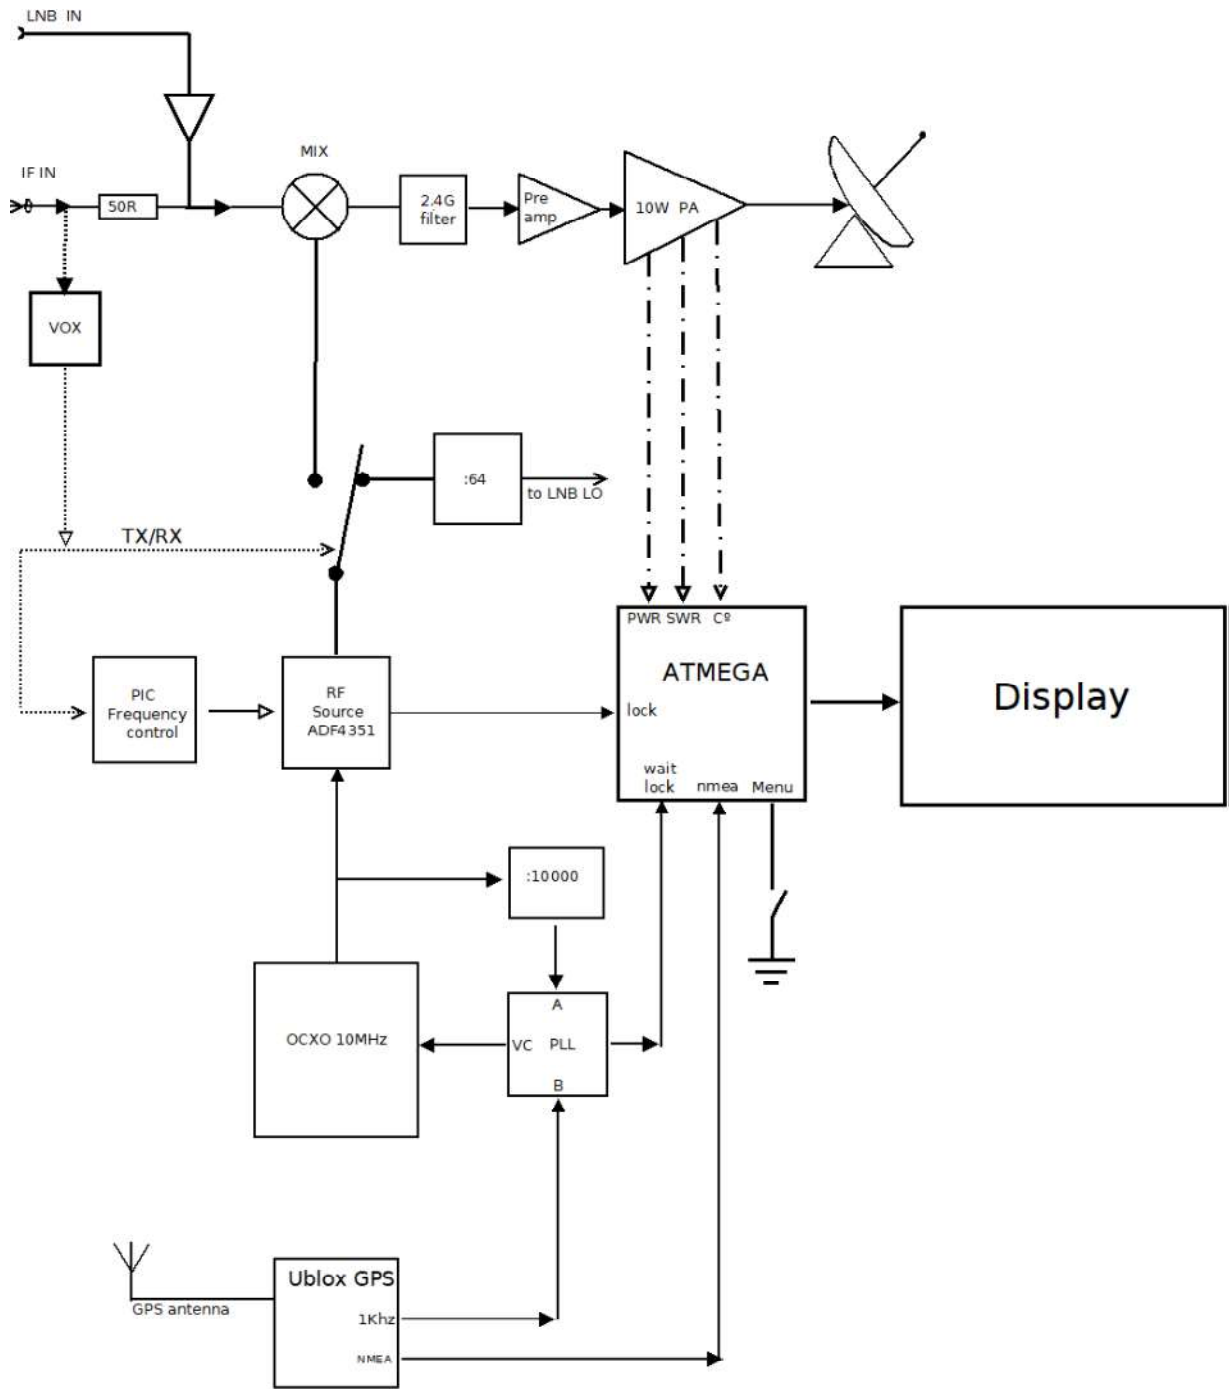 LNB IN
IF IN
50R
MIX
2.4G
filter
Pre
amp
10W PA
VOX
:64
to LNB LO
TX/RX
PWR SWR Cº
ATMEGA
lock
wait
lock
nmea
Menu
Display
PIC
Frequency
control
RF
Source
ADF4351
:10000
A
VC
PLL
B
OCXO 10MHz
Ublox GPS
1Khz
NMEA
GPS antenna